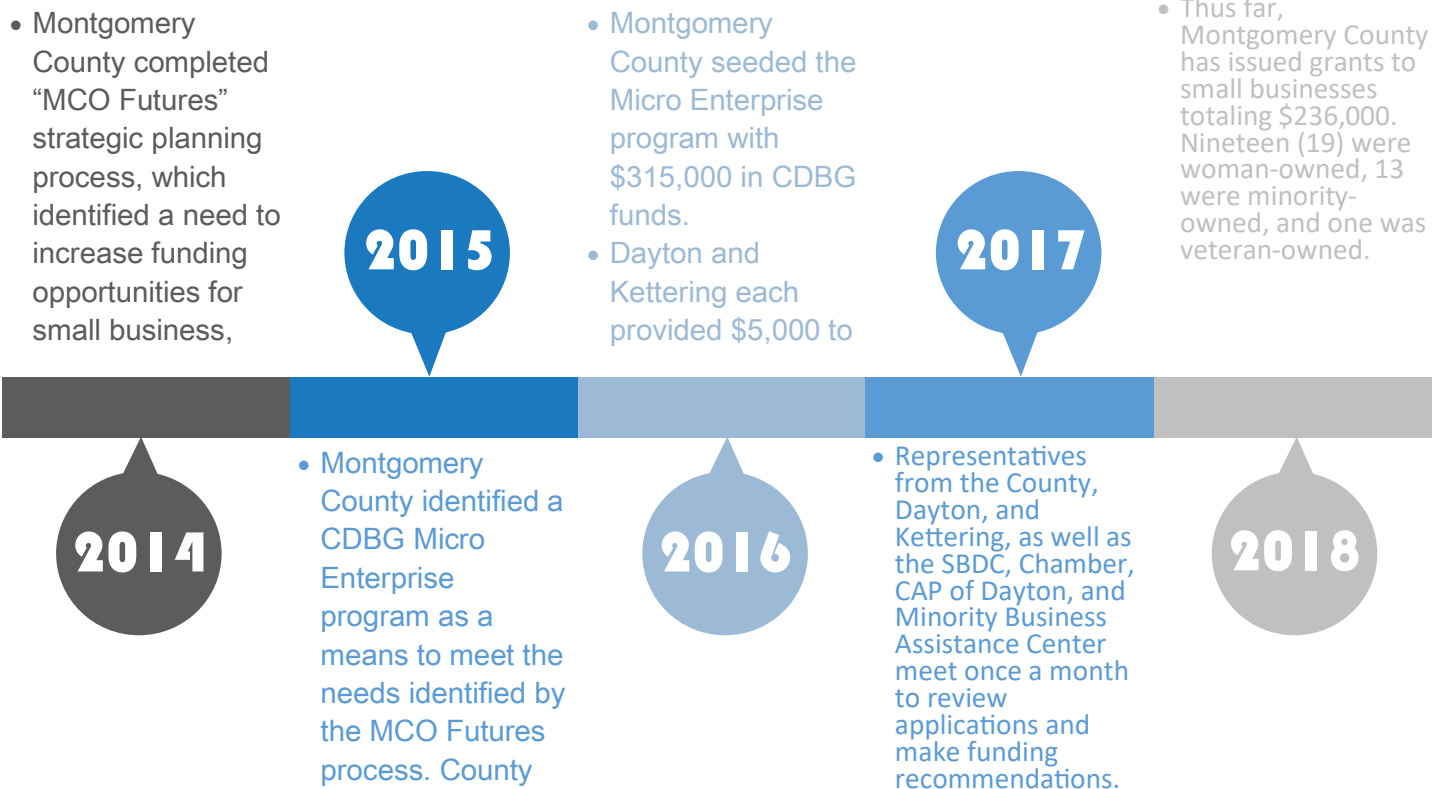 • Montgomery
County completed
“MCO Futures”
strategic planning
process, which
identified a need to
increase funding
opportunities for
small business,
2014
2015
• Montgomery
County identified a
CDBG Micro
Enterprise
program as a
means to meet the
needs identified by
the MCO Futures
process. County
• Montgomery
County seeded the
Micro Enterprise
program with
$315,000 in CDBG
funds.
• Dayton and
Kettering each
provided $5,000 to
2016
2017
• Representatives
from the County,
Dayton, and
Kettering, as well as
the SBDC, Chamber,
CAP of Dayton, and
Minority Business
Assistance Center
meet once a month
to review
applications and
make funding
recommendations.
• Thus far,
Montgomery County
has issued grants to
small businesses
totaling $236,000.
Nineteen (19) were
woman-owned, 13
were minority-
owned, and one was
veteran-owned.
2018